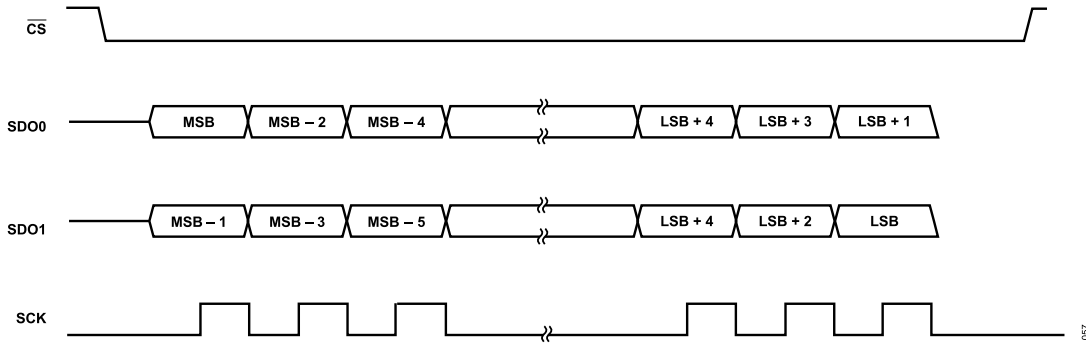 CS
SDO0 MSB MSB – 2 MSB – 4 LSB + 4 LSB + 3 LSB + 1
SDO1 MSB – 1 MSB – 3 MSB – 5 LSB + 4 LSB + 2 LSB
SCK
057